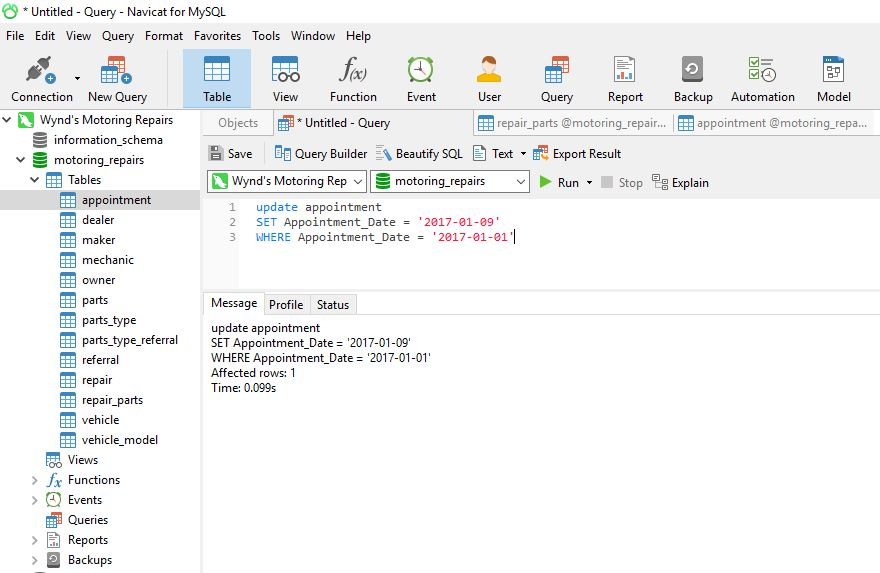 * Untitled - Query - Navicat for MySQL
File Edit View Query Format Favorites Tools Window Help
Connection New Query Table View f(x) Function Event User Query Report Backup Automation Model
Wynd's Motoring Repairs
information_schema
motoring_repairs
Tables
appointment
dealer
maker
mechanic
owner
parts
parts_type
parts_type_referral
referral
repair
repair_parts
vehicle
vehicle_model
Views
fx Functions
Events
Queries
Reports
Backups
Objects * Untitled - Query repair_parts @motoring_repair... appointment @motoring_repa...
Save Query Builder Beautify SQL Text Export Result
Wynd's Motoring Rep motoring_repairs Run Stop Explain
1 update appointment
2 SET Appointment_Date = '2017-01-09'
3 WHERE Appointment_Date = '2017-01-01'
Message Profile Status
update appointment
SET Appointment_Date = '2017-01-09'
WHERE Appointment_Date = '2017-01-01'
Affected rows: 1
Time: 0.099s